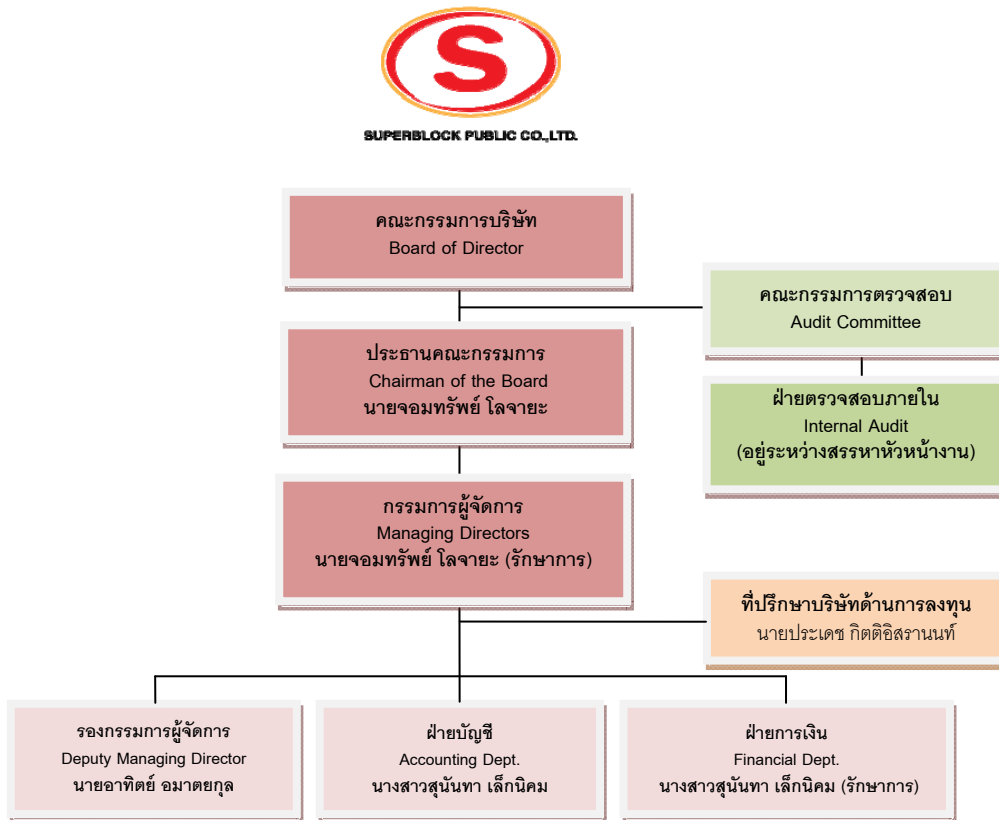 S
SUPERBLOCK PUBLIC CO.,LTD.
คณะกรรมการบริษัท
Board of Director
คณะกรรมการตรวจสอบ
Audit Committee
ประธานคณะกรรมการ
Chairman of the Board
นายจอมทรัพย์ โลจายะ
ฝ่ายตรวจสอบภายใน
Internal Audit
(อยู่ระหว่างสรรหาหัวหน้างาน)
กรรมการผู้จัดการ
Managing Directors
นายจอมทรัพย์ โลจายะ (รักษาการ)
ที่ปรึกษาบริษัทด้านการลงทุน
นายประเดช กิตติอิสรานนท์
รองกรรมการผู้จัดการ
Deputy Managing Director
นายอาทิตย์ อมาตยกุล
ฝ่ายบัญชี
Accounting Dept.
นางสาวสุนันทา เล็กนิคม
ฝ่ายการเงิน
Financial Dept.
นางสาวสุนันทา เล็กนิคม (รักษาการ)